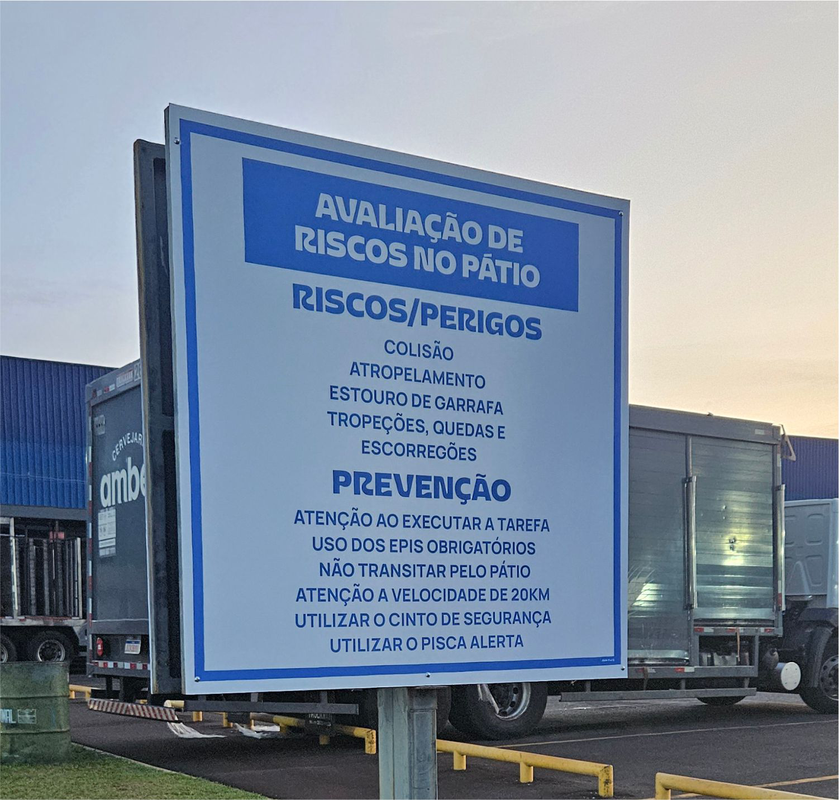 AVALIAÇÃO DE
RISCOS NO PÁTIO
RISCOS/PERIGOS
COLISÃO
ATROPELAMENTO
ESTOURO DE GARRAFA
TROPEÇÕES, QUEDAS E
ESCORREGÕES
PREVENÇÃO
ATENÇÃO AO EXECUTAR A TAREFA
USO DOS EPIS OBRIGATÓRIOS
NÃO TRANSITAR PELO PÁTIO
ATENÇÃO A VELOCIDADE DE 20KM
UTILIZAR O CINTO DE SEGURANÇA
UTILIZAR O PISCA ALERTA
CERVEJAR
ambe